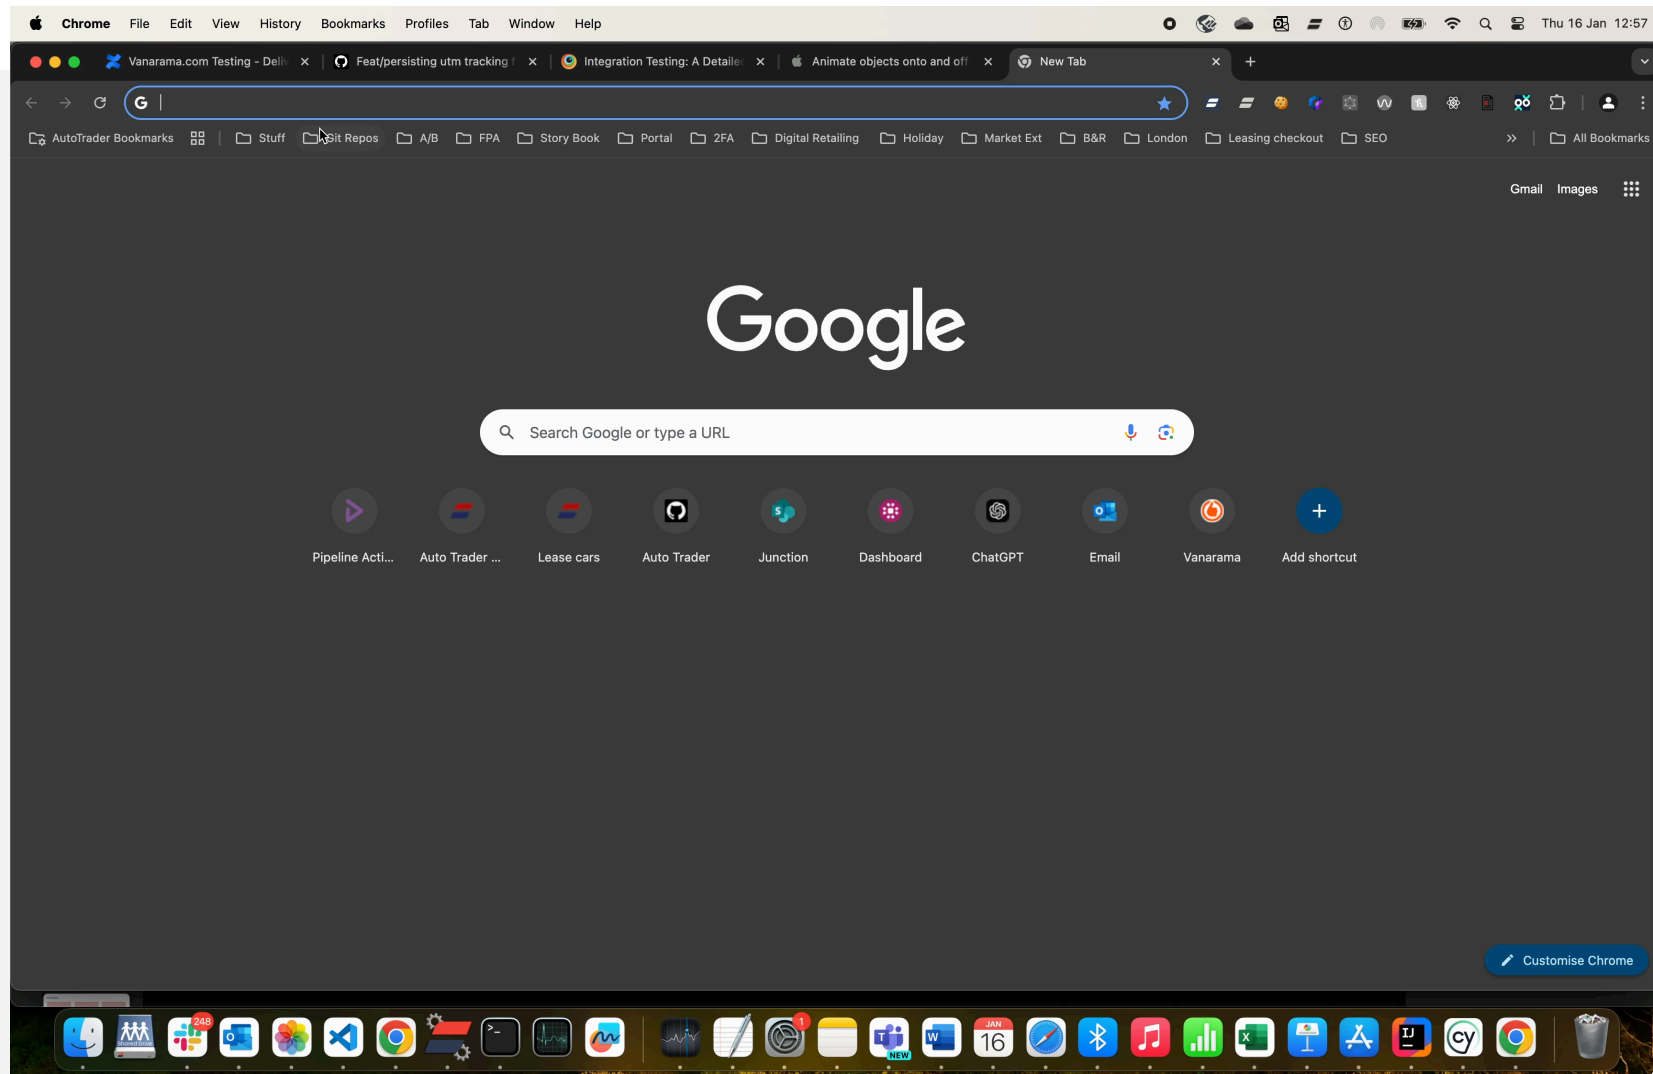 Chrome File Edit View History Bookmarks Profiles Tab Window Help Thu 16 Jan 12:57
Vanarama.com Testing - Deliv Feat/persisting utm tracking f Integration Testing: A Detailed Animate objects onto and off New Tab
AutoTrader Bookmarks Stuff Git Repos A/B FPA Story Book Portal 2FA Digital Retailing Holiday Market Ext B&R London Leasing checkout SEO All Bookmarks
Gmail Images
Google
Search Google or type a URL
Pipeline Acti... Auto Trader ... Lease cars Auto Trader Junction Dashboard ChatGPT Email Vanarama Add shortcut
Customise Chrome
248
1
Shared Drive
NEW
JAN
16
IJ
cy